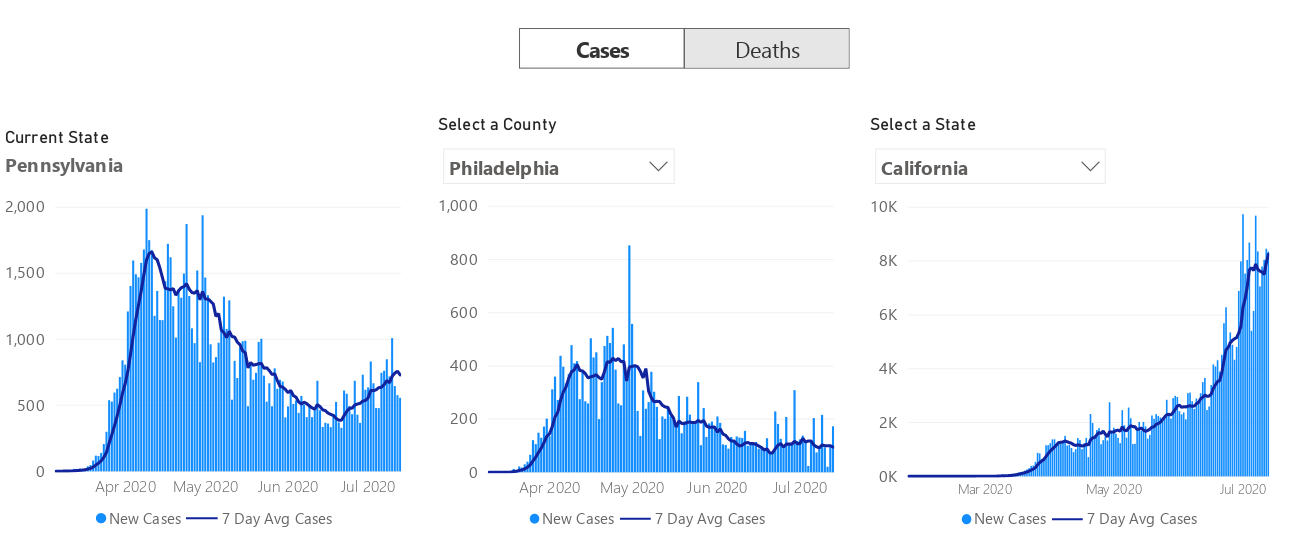 Cases Deaths
Current State
Pennsylvania
2,000
1,500
1,000
500
0
Apr 2020 May 2020 Jun 2020 Jul 2020
New Cases 7 Day Avg Cases
Select a County
Philadelphia
1,000
800
600
400
200
0
Apr 2020 May 2020 Jun 2020 Jul 2020
New Cases 7 Day Avg Cases
Select a State
California
10K
8K
6K
4K
2K
0K
Mar 2020 May 2020 Jul 2020
New Cases 7 Day Avg Cases